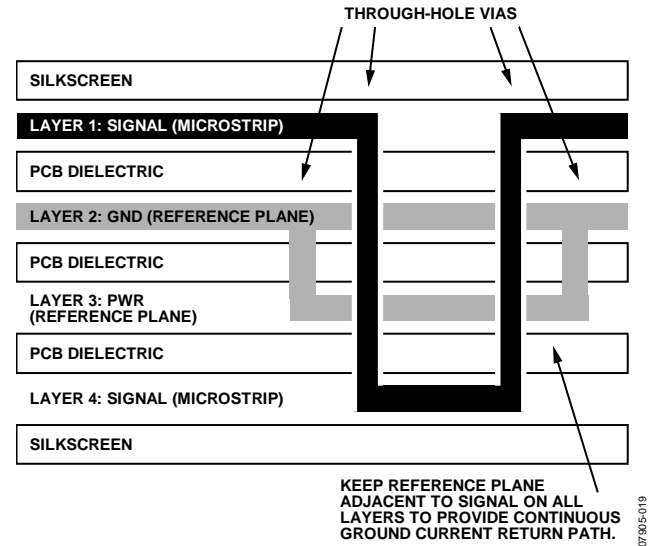 THROUGH-HOLE VIAS
SILKSCREEN
LAYER 1: SIGNAL (MICROSTRIP)
PCB DIELECTRIC
LAYER 2: GND (REFERENCE PLANE)
PCB DIELECTRIC
LAYER 3: PWR
(REFERENCE PLANE)
PCB DIELECTRIC
LAYER 4: SIGNAL (MICROSTRIP)
SILKSCREEN
KEEP REFERENCE PLANE
ADJACENT TO SIGNAL ON ALL
LAYERS TO PROVIDE CONTINUOUS
GROUND CURRENT RETURN PATH.
07905-019